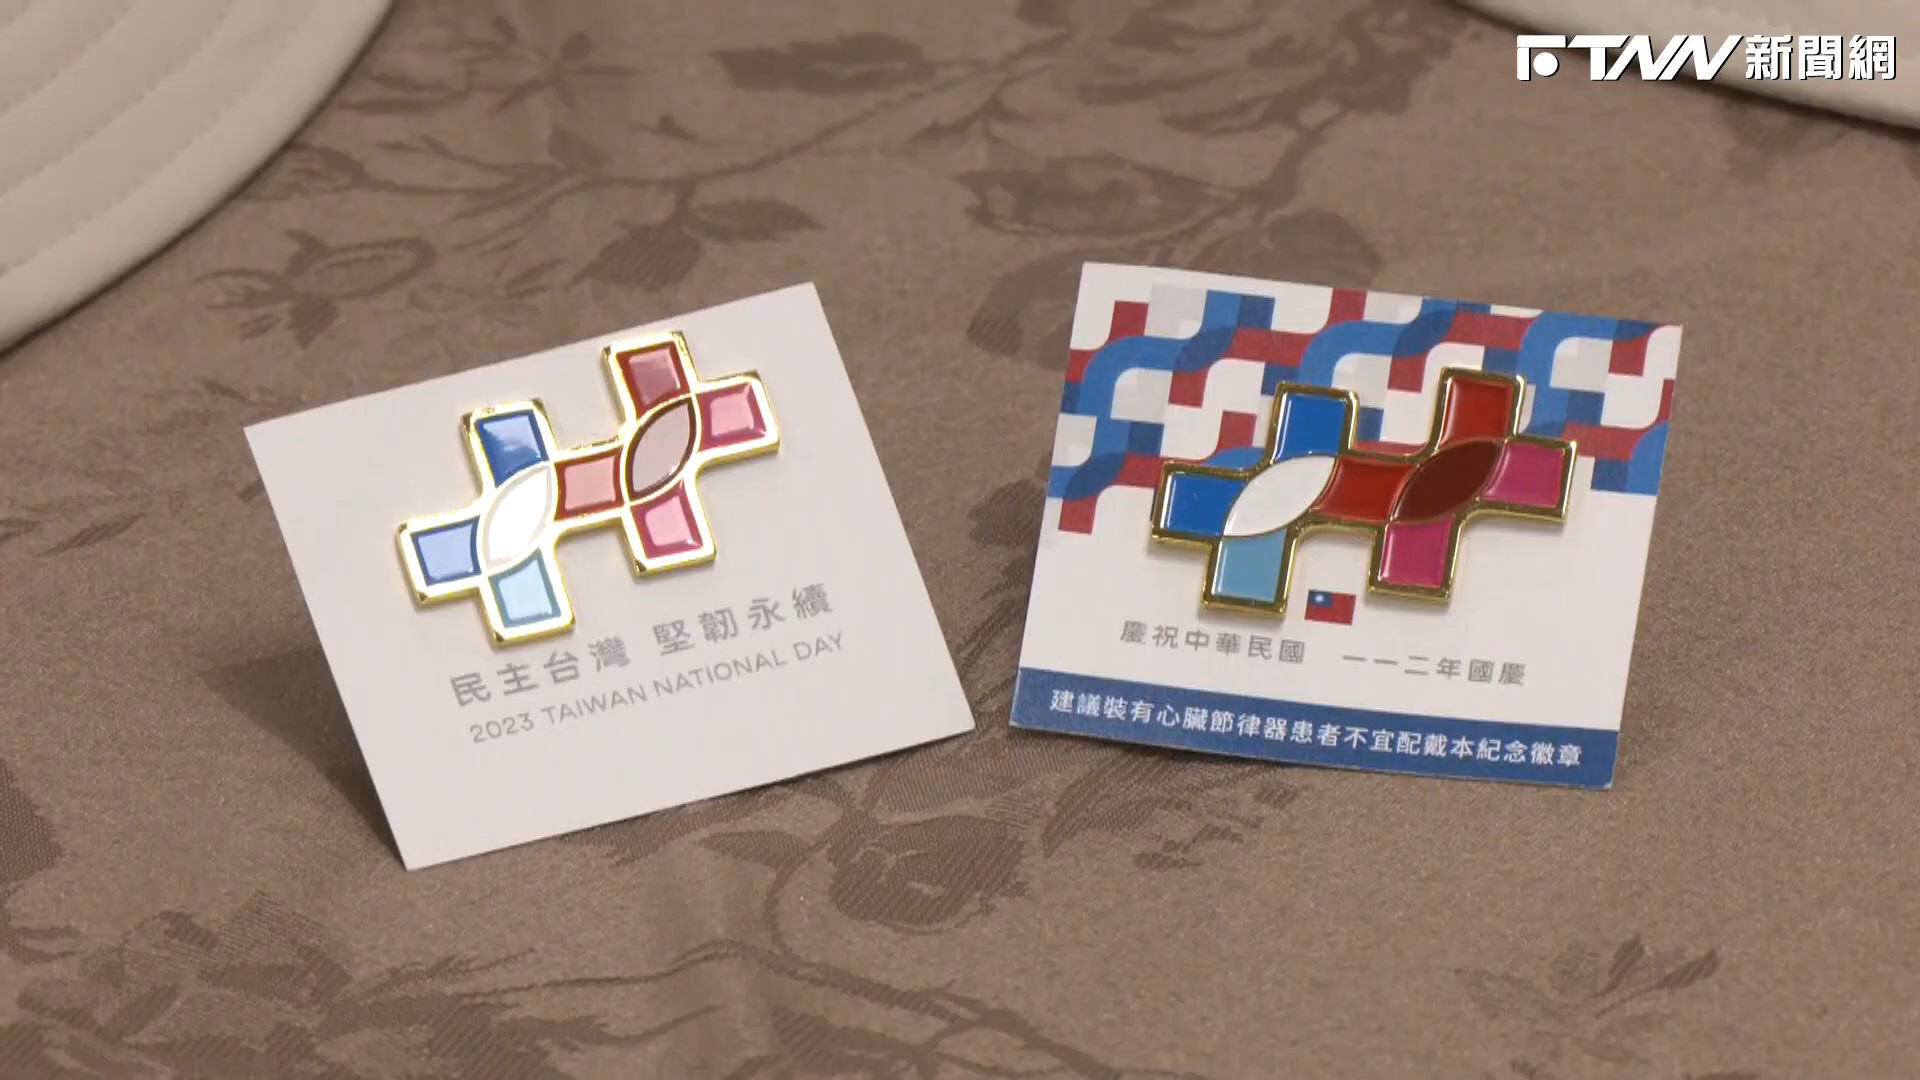 FTNN新聞網
民主台灣 堅韌永續
2023 TAIWAN NATIONAL DAY
慶祝中華民國 一一二年國慶
建議裝有心臟節律器患者不宜配戴本紀念徽章